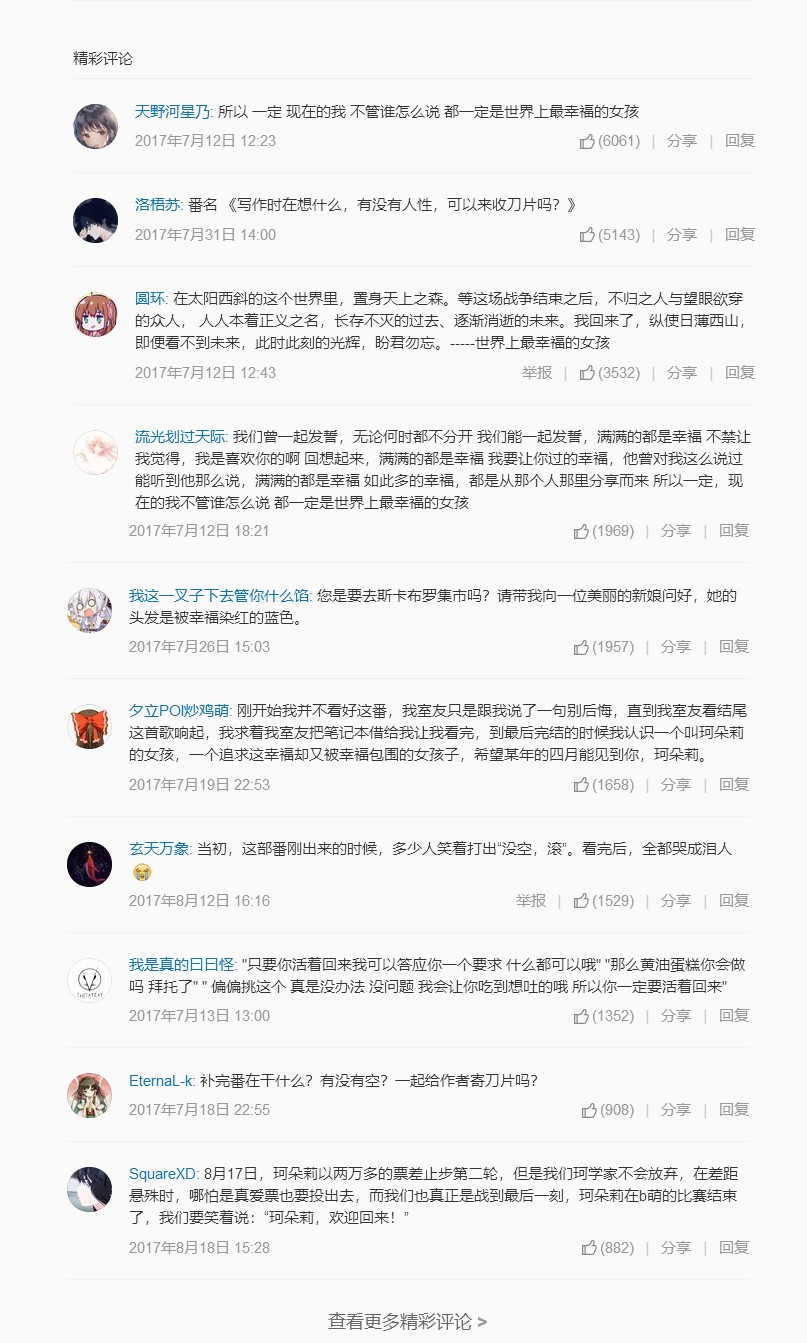 精彩评论
天野河星乃: 所以 一定 现在的我 不管谁怎么说 都一定是世界上最幸福的女孩
2017年7月12日 12:23 (6061) | 分享 | 回复
洛梧苏: 番名 《写作时在想什么，有没有人性，可以来收刀片吗？》
2017年7月31日 14:00 (5143) | 分享 | 回复
圆环: 在太阳西斜的这个世界里，置身天上之森。等这场战争结束之后，不归之人与望眼欲穿
的众人， 人人本着正义之名，长存不灭的过去、逐渐消逝的未来。我回来了，纵使日薄西山，
即便看不到未来，此时此刻的光辉，盼君勿忘。-----世界上最幸福的女孩
2017年7月12日 12:43 举报 | (3532) | 分享 | 回复
流光划过天际: 我们曾一起发誓，无论何时都不分开 我们能一起发誓，满满的都是幸福 不禁让
我觉得，我是喜欢你的啊 回想起来，满满的都是幸福 我要让你过的幸福，他曾对我这么说过
能听到他那么说，满满的都是幸福 如此多的幸福，都是从那个人那里分享而来 所以一定，现
在的我不管谁怎么说 都一定是世界上最幸福的女孩
2017年7月12日 18:21 (1969) | 分享 | 回复
我这一叉子下去管你什么馅: 您是要去斯卡布罗集市吗？请带我向一位美丽的新娘问好，她的
头发是被幸福染红的蓝色。
2017年7月26日 15:03 (1957) | 分享 | 回复
夕立POI炒鸡萌: 刚开始我并不看好这番，我室友只是跟我说了一句别后悔，直到我室友看结尾
这首歌响起，我求着我室友把笔记本借给我让我看完，到最后完结的时候我认识一个叫珂朵莉
的女孩，一个追求这幸福却又被幸福包围的女孩子，希望某年的四月能见到你，珂朵莉。
2017年7月19日 22:53 (1658) | 分享 | 回复
玄天万象: 当初，这部番刚出来的时候，多少人笑着打出“没空，滚”。看完后，全都哭成泪人
😭
2017年8月12日 16:16 举报 | (1529) | 分享 | 回复
我是真的日日怪: "只要你活着回来我可以答应你一个要求 什么都可以哦" "那么黄油蛋糕你会做
吗 拜托了" " 偏偏挑这个 真是没办法 没问题 我会让你吃到想吐的哦 所以你一定要活着回来"
2017年7月13日 13:00 (1352) | 分享 | 回复
EternaL-k: 补完番在干什么？有没有空？一起给作者寄刀片吗？
2017年7月18日 22:55 (908) | 分享 | 回复
SquareXD: 8月17日，珂朵莉以两万多的票差止步第二轮，但是我们珂学家不会放弃，在差距
悬殊时，哪怕是真爱票也要投出去，而我们也真正是战到最后一刻，珂朵莉在b萌的比赛结束
了，我们要笑着说：“珂朵莉，欢迎回来！”
2017年8月18日 15:28 (882) | 分享 | 回复
查看更多精彩评论 >